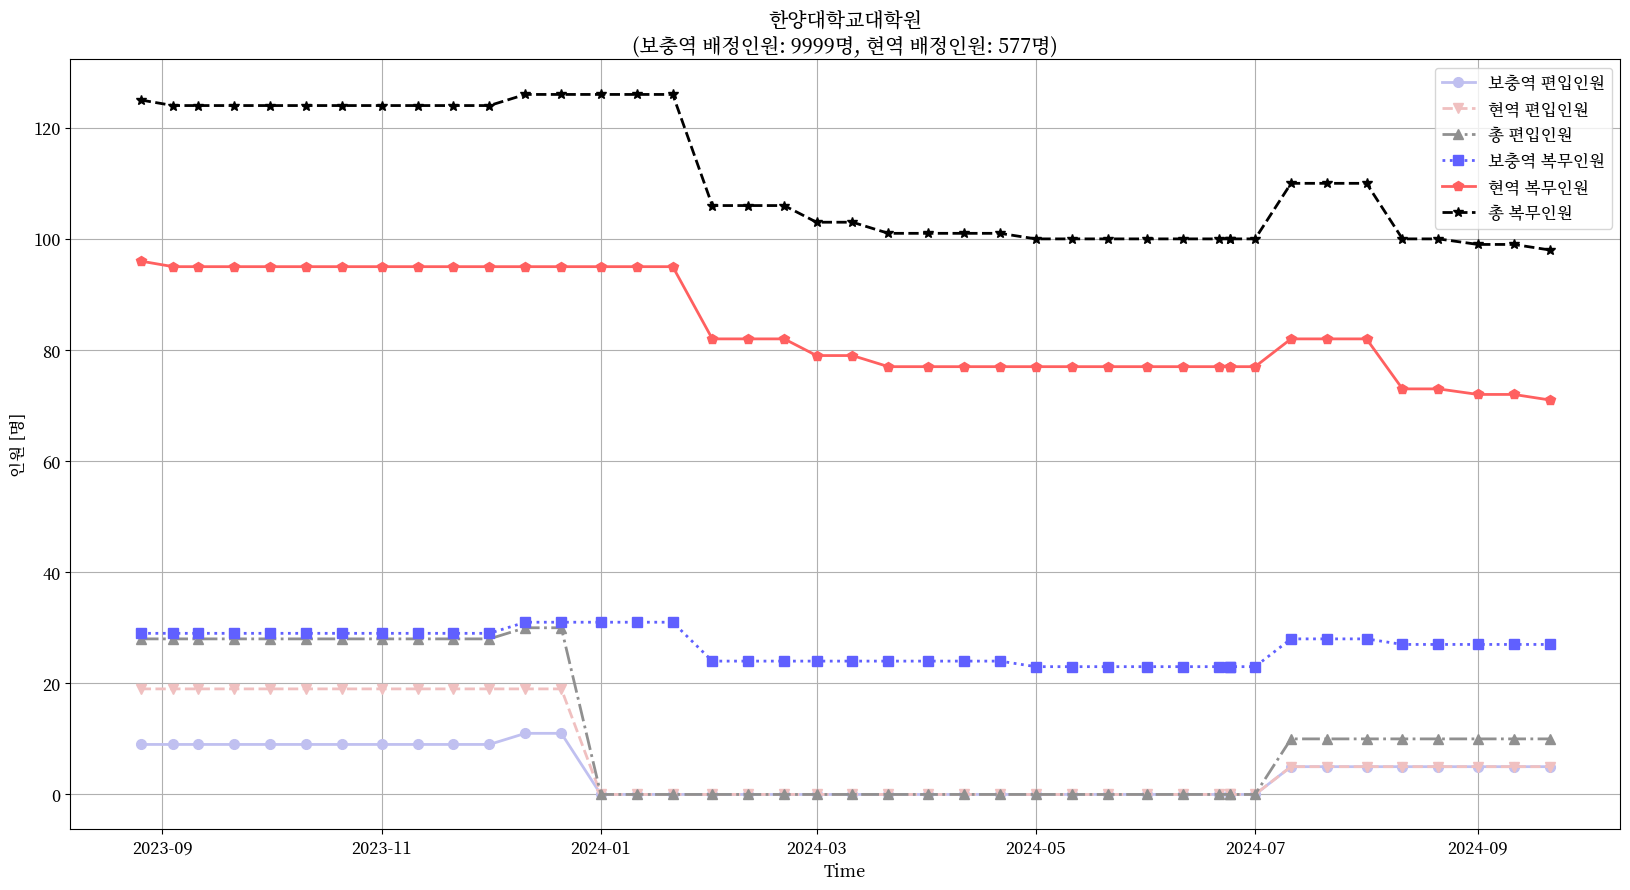 한양대학교대학원
(보충역 배정인원: 9999명, 현역 배정인원: 577명)
보충역 편입인원
현역 편입인원
총 편입인원
보충역 복무인원
현역 복무인원
총 복무인원
인원 [명]
120
100
80
60
40
20
0
2023-09
2023-11
2024-01
2024-03
2024-05
2024-07
2024-09
Time